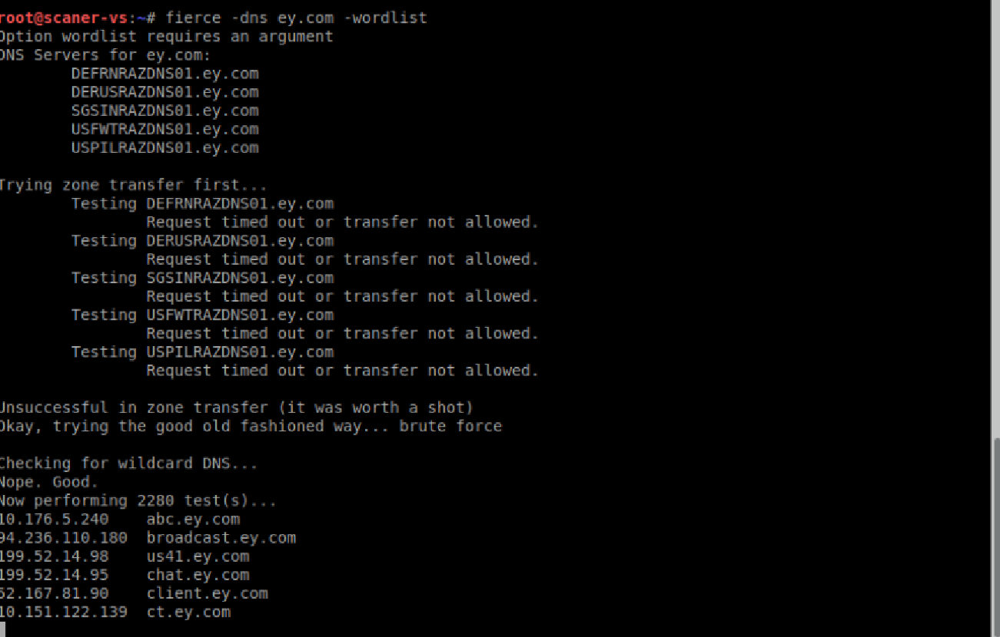 root@scaner-vs:~# fierce -dns ey.com -wordlist
Option wordlist requires an argument
DNS Servers for ey.com:
DEFRNRAZDNS01.ey.com
DERUSRAZDNS01.ey.com
SGSINRAZDNS01.ey.com
USFWTRAZDNS01.ey.com
USPILRAZDNS01.ey.com
Trying zone transfer first...
Testing DEFRNRAZDNS01.ey.com
Request timed out or transfer not allowed.
Testing DERUSRAZDNS01.ey.com
Request timed out or transfer not allowed.
Testing SGSINRAZDNS01.ey.com
Request timed out or transfer not allowed.
Testing USFWTRAZDNS01.ey.com
Request timed out or transfer not allowed.
Testing USPILRAZDNS01.ey.com
Request timed out or transfer not allowed.
Unsuccessful in zone transfer (it was worth a shot)
Okay, trying the good old fashioned way... brute force
Checking for wildcard DNS...
Nope. Good.
Now performing 2280 test(s)...
10.176.5.240 abc.ey.com
94.236.110.180 broadcast.ey.com
199.52.14.98 us41.ey.com
199.52.14.95 chat.ey.com
52.167.81.90 client.ey.com
10.151.122.139 ct.ey.com